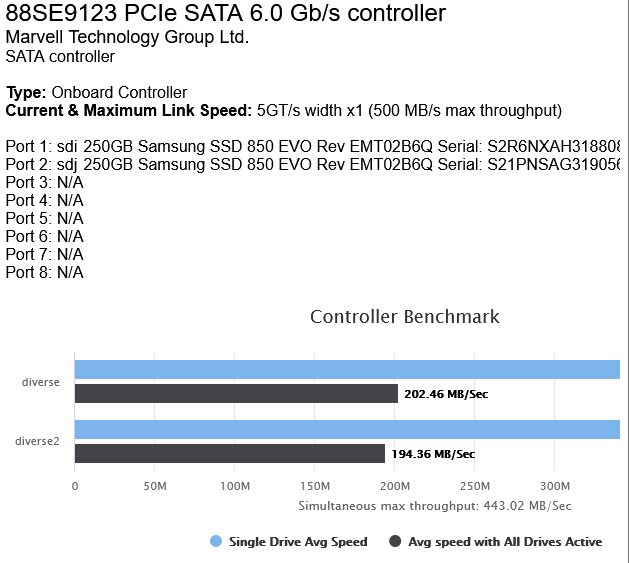 88SE9123 PCIe SATA 6.0 Gb/s controller
Marvell Technology Group Ltd.
SATA controller
Type: Onboard Controller
Current & Maximum Link Speed: 5GT/s width x1 (500 MB/s max throughput)
Port 1: sdi 250GB Samsung SSD 850 EVO Rev EMT02B6Q Serial: S2R6NXAH318808
Port 2: sdj 250GB Samsung SSD 850 EVO Rev EMT02B6Q Serial: S21PNSAG319056
Port 3: N/A
Port 4: N/A
Port 5: N/A
Port 6: N/A
Port 7: N/A
Port 8: N/A
Controller Benchmark
diverse
202.46 MB/Sec
diverse2
194.36 MB/Sec
0 50M 100M 150M 200M 250M 300M
Simultaneous max throughput: 443.02 MB/Sec
Single Drive Avg Speed Avg speed with All Drives Active